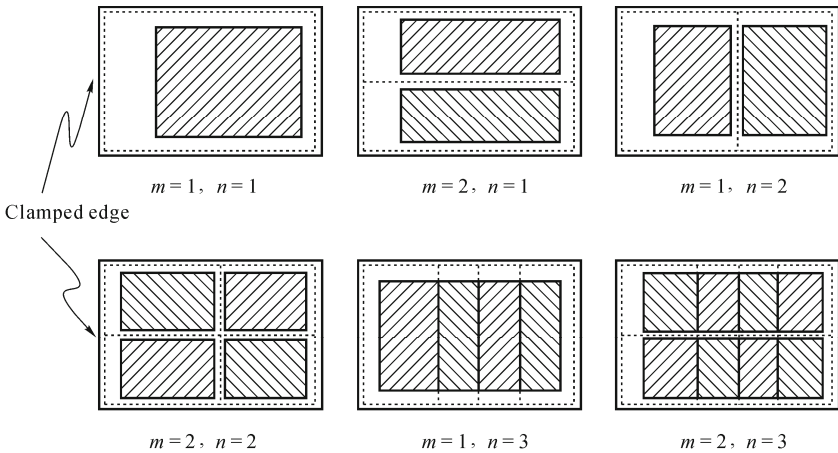 m = 1, n = 1
m = 2, n = 1
m = 1, n = 2
Clamped edge
m = 2, n = 2
m = 1, n = 3
m = 2, n = 3